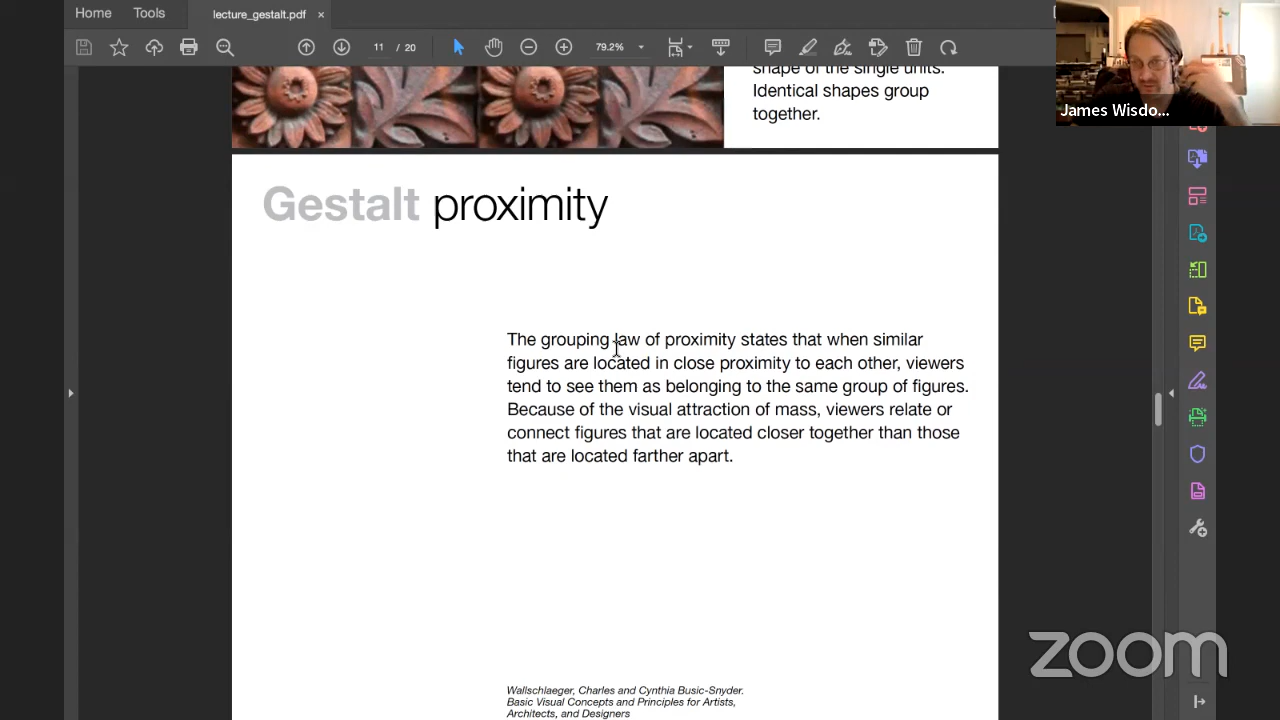 Home Tools lecture_gestalt.pdf ×
11 / 20 79.2%
shape of the single units.
Identical shapes group
together.
James Wisdo...
Gestalt proximity
The grouping law of proximity states that when similar
figures are located in close proximity to each other, viewers
tend to see them as belonging to the same group of figures.
Because of the visual attraction of mass, viewers relate or
connect figures that are located closer together than those
that are located farther apart.
zoom
Wallschlaeger, Charles and Cynthia Busic-Snyder.
Basic Visual Concepts and Principles for Artists,
Architects, and Designers